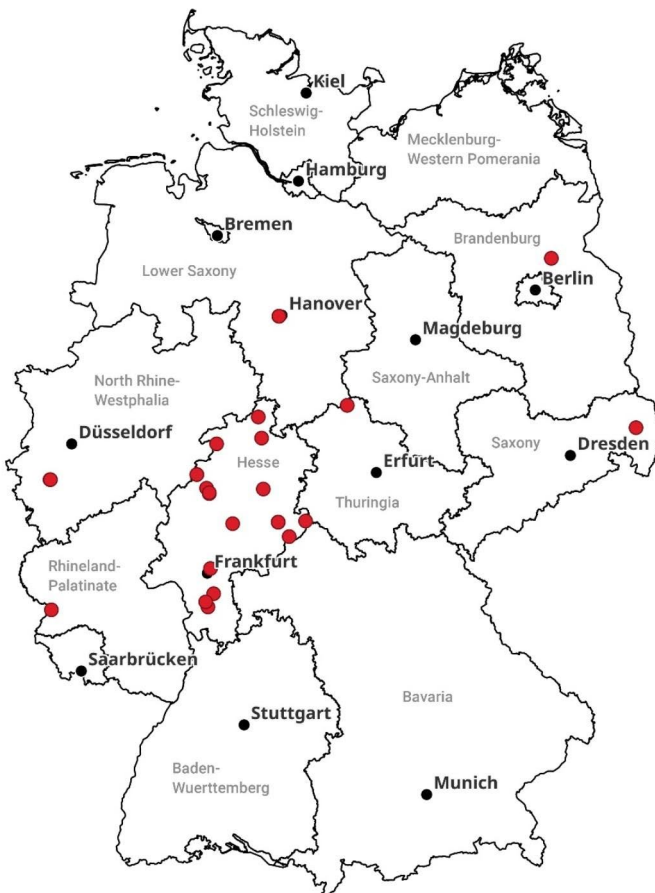 Kiel
Schleswig-
Holstein
Mecklenburg-
Western Pomerania
Hamburg
Bremen
Brandenburg
Lower Saxony
Berlin
Hanover
Magdeburg
North Rhine-
Westphalia
Saxony-Anhalt
Düsseldorf
Hesse
Erfurt
Saxony
Dresden
Thuringia
Rhineland-
Palatinate
Frankfurt
Saarbrücken
Bavaria
Stuttgart
Baden-
Wuerttemberg
Munich